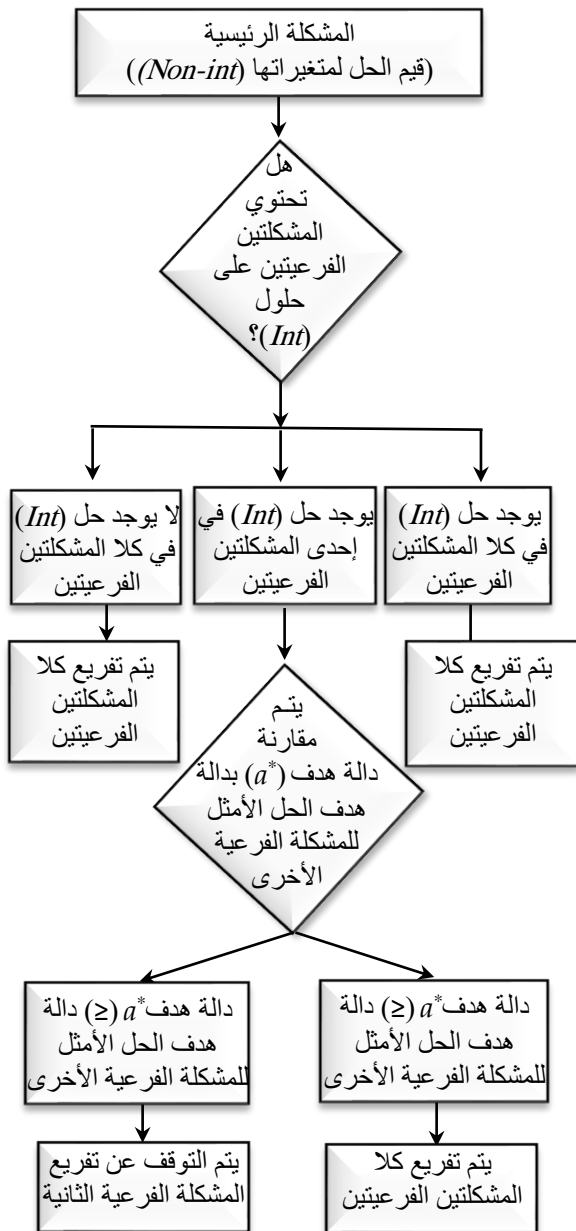 المشكلة الرئيسية
(قيم الحل لمتغيراتها (Non-int))
هل
تحتوي
المشكلتين
الفرعيتين على
حلول
(Int)؟
يوجد حل (Int)
في كلا المشكلتين
الفرعيتين
يوجد حل (Int) في
إحدى المشكلتين
الفرعيتين
لا يوجد حل (Int)
في كلا المشكلتين
الفرعيتين
يتم تفريع كلا
المشكلتين
الفرعيتين
يتم
مقارنة
دالة هدف (a*) بدالة
هدف الحل الأمثل
للمشكلة الفرعية
الأخرى
يتم تفريع كلا
المشكلتين
الفرعيتين
دالة هدف a* (≤) دالة
هدف الحل الأمثل
للمشكلة الفرعية الأخرى
دالة هدف a* (≤) دالة
هدف الحل الأمثل
للمشكلة الفرعية الأخرى
يتم تفريع كلا
المشكلتين الفرعيتين
يتم التوقف عن تفريع
المشكلة الفرعية الثانية